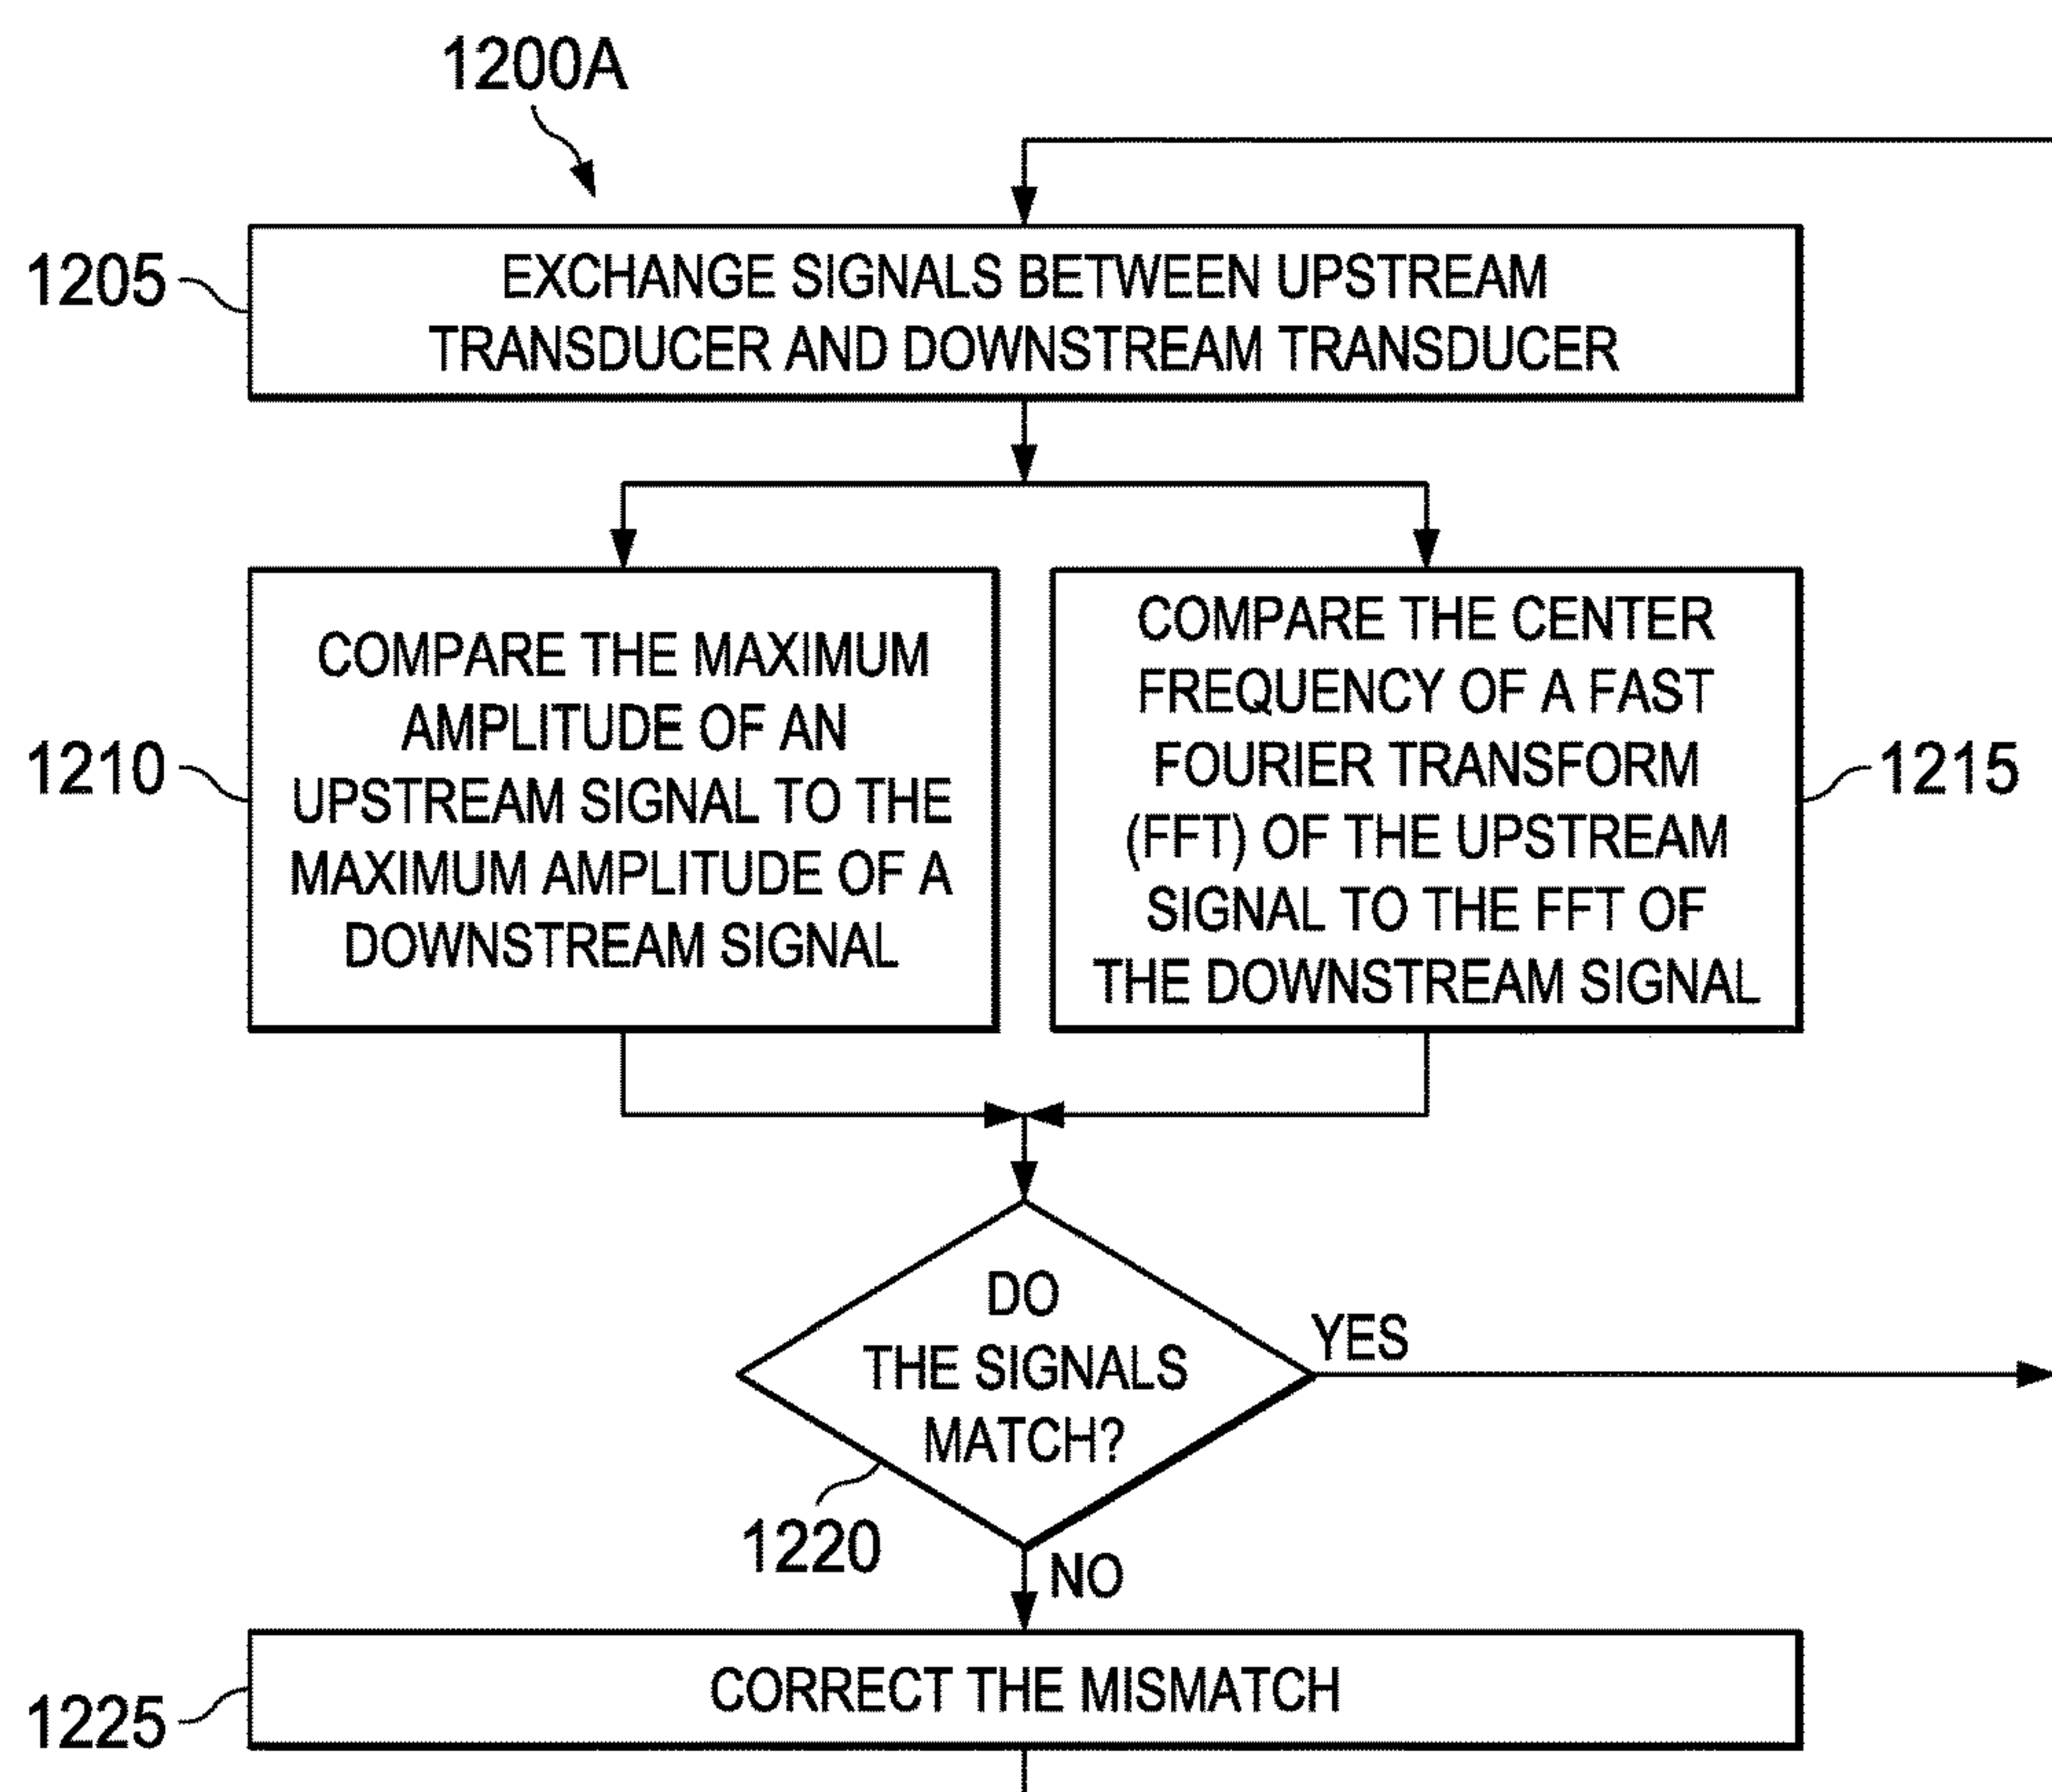 1200A
1205
EXCHANGE SIGNALS BETWEEN UPSTREAM
TRANSDUCER AND DOWNSTREAM TRANSDUCER
1210
COMPARE THE MAXIMUM
AMPLITUDE OF AN
UPSTREAM SIGNAL TO THE
MAXIMUM AMPLITUDE OF A
DOWNSTREAM SIGNAL
COMPARE THE CENTER
FREQUENCY OF A FAST
FOURIER TRANSFORM
(FFT) OF THE UPSTREAM
SIGNAL TO THE FFT OF
THE DOWNSTREAM SIGNAL
1215
DO
THE SIGNALS
MATCH?
YES
1220
NO
1225
CORRECT THE MISMATCH